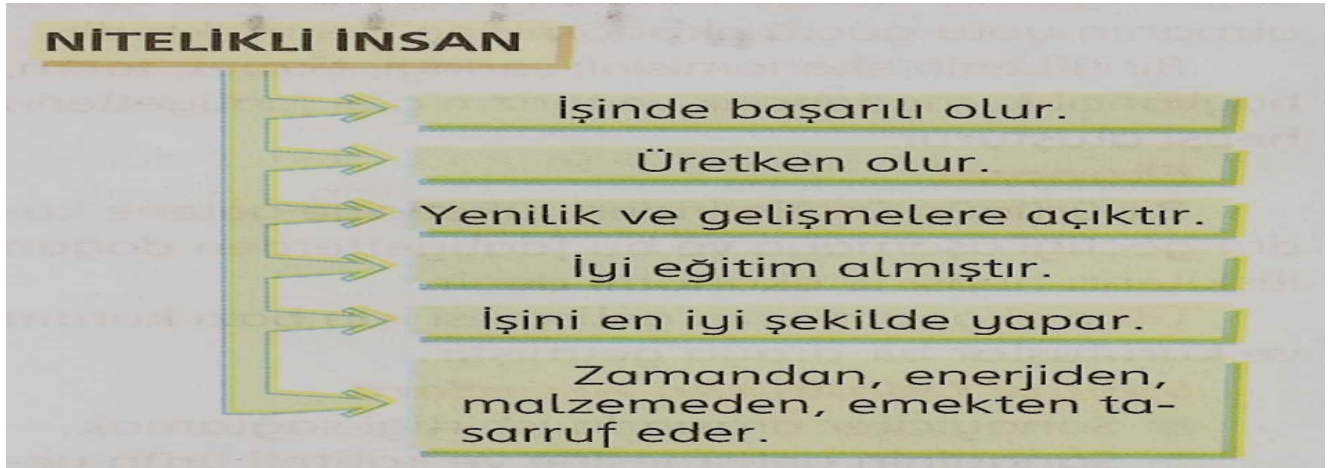 NİTELİKLİ İNSAN
İşinde başarılı olur.
Üretken olur.
Yenilik ve gelişmelere açıktır.
İyi eğitim almıştır.
İşini en iyi şekilde yapar.
Zamandan, enerjiden,
malzemeden, emekten ta-
sarruf eder.